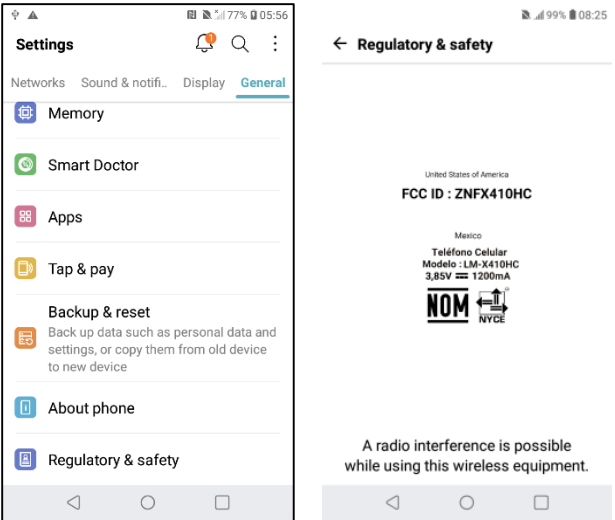 77% 05:56
Settings
1
Networks Sound & notifi.. Display General
Memory
Smart Doctor
Apps
Tap & pay
Backup & reset
Back up data such as personal data and
settings, or copy them from old device
to new device
About phone
Regulatory & safety
99% 08:25
Regulatory & safety
United States of America
FCC ID : ZNFX410HC
Mexico
Teléfono Celular
Modelo : LM-X410HC
3,85V 1200mA
NOM NYCE
A radio interference is possible
while using this wireless equipment.